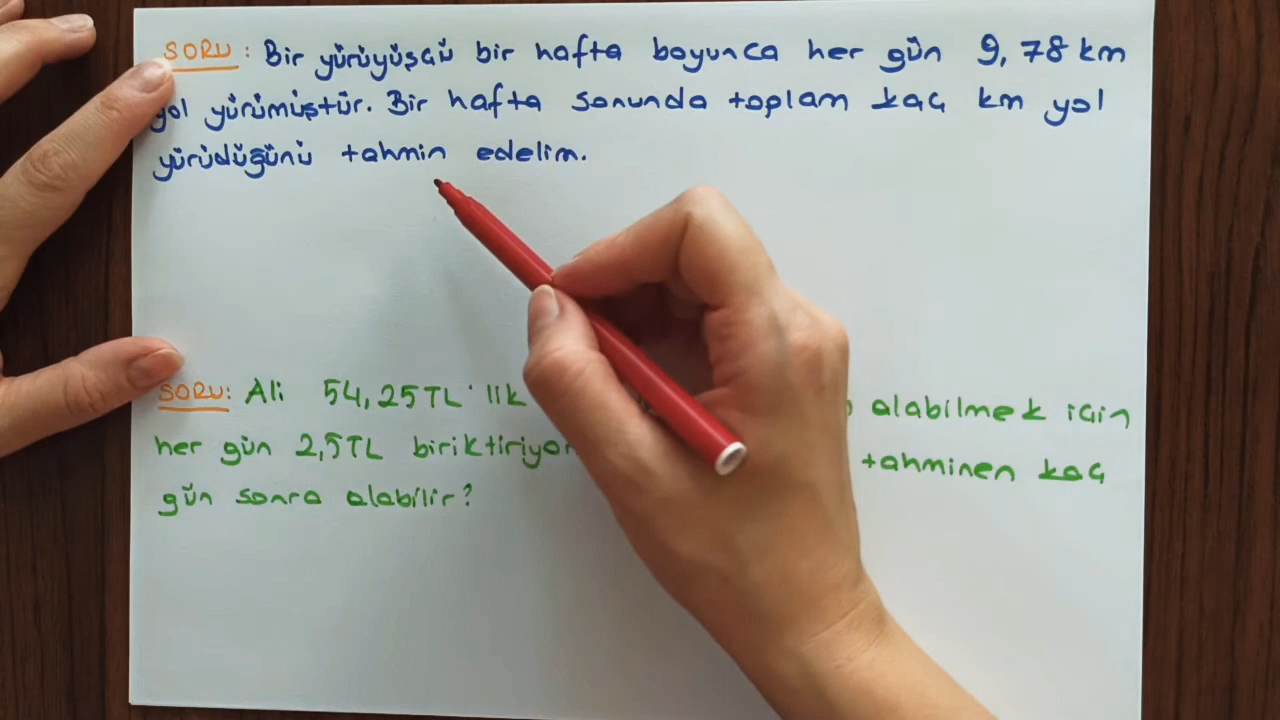 SORU : Bir yürüyüşçü bir hafta boyunca her gün 9,78 km
yol yürümüştür. Bir hafta sonunda toplam kaç km yol
yürüdüğünü tahmin edelim.
SORU: Ali 54,25TL'lik alabilmek için
her gün 2,5TL biriktiriyor tahminen kaç
gün sonra alabilir?